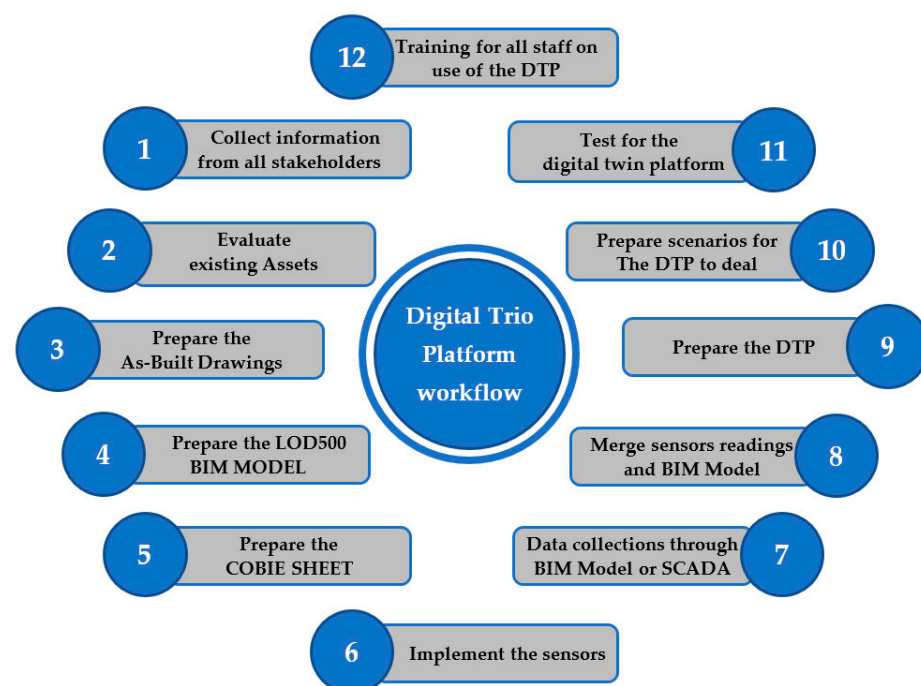 12
Training for all staff on
use of the DTP
1
Collect information
from all stakeholders
2
Evaluate
existing Assets
3
Prepare the
As-Built Drawings
4
Prepare the LOD500
BIM MODEL
5
Prepare the
COBIE SHEET
6
Implement the sensors
7
Data collections through
BIM Model or SCADA
8
Merge sensors readings
and BIM Model
9
Prepare the DTP
10
Prepare scenarios for
The DTP to deal
11
Test for the
digital twin platform
Digital Trio
Platform
workflow